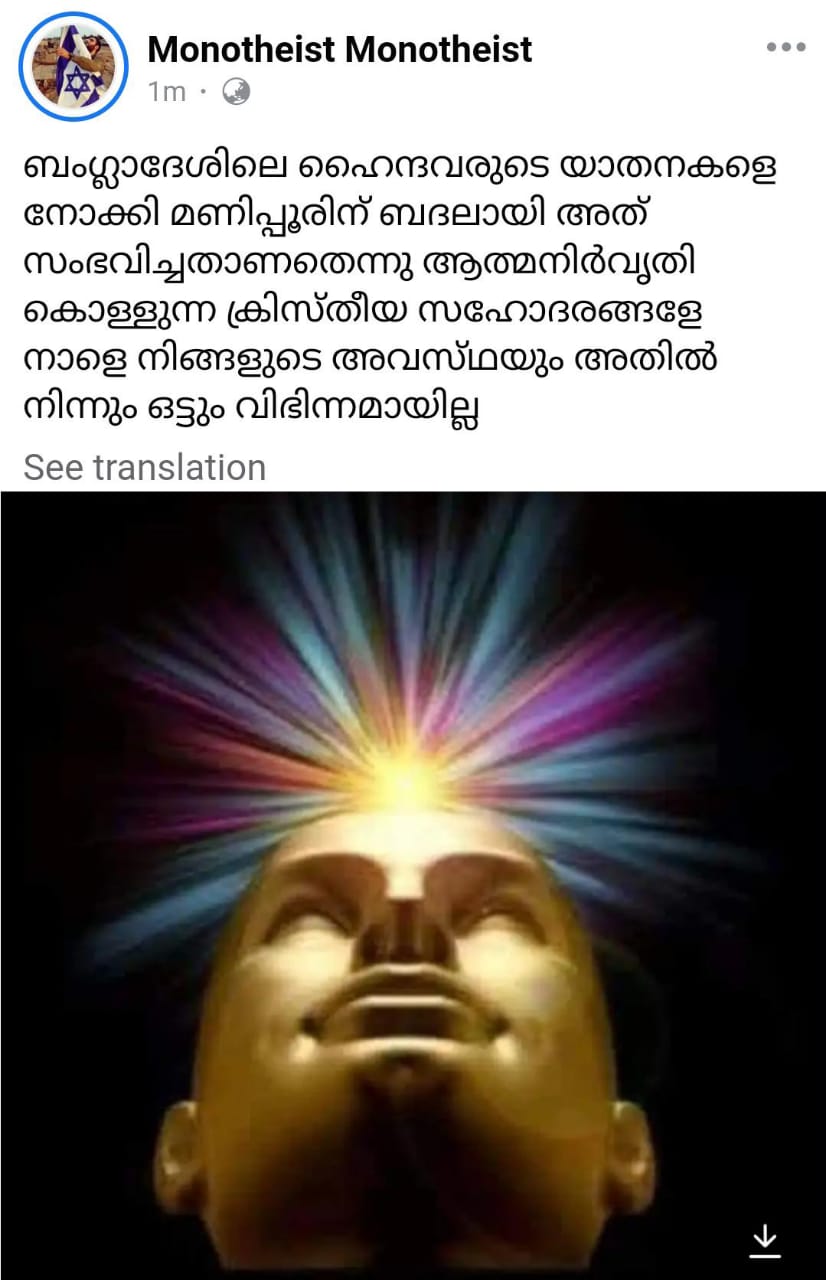 Monotheist Monotheist
1m ·
ബംഗ്ലാദേശിലെ ഹൈന്ദവരുടെ യാതനകളെ
നോക്കി മണിപ്പൂരിന് ബദലായി അത്
സംഭവിച്ചതാണതെന്നു ആത്മനിർവൃതി
കൊള്ളുന്ന ക്രിസ്തീയ സഹോദരങ്ങളേ
നാളെ നിങ്ങളുടെ അവസ്ഥയും അതിൽ
നിന്നും ഒട്ടും വിഭിന്നമായില്ല
See translation